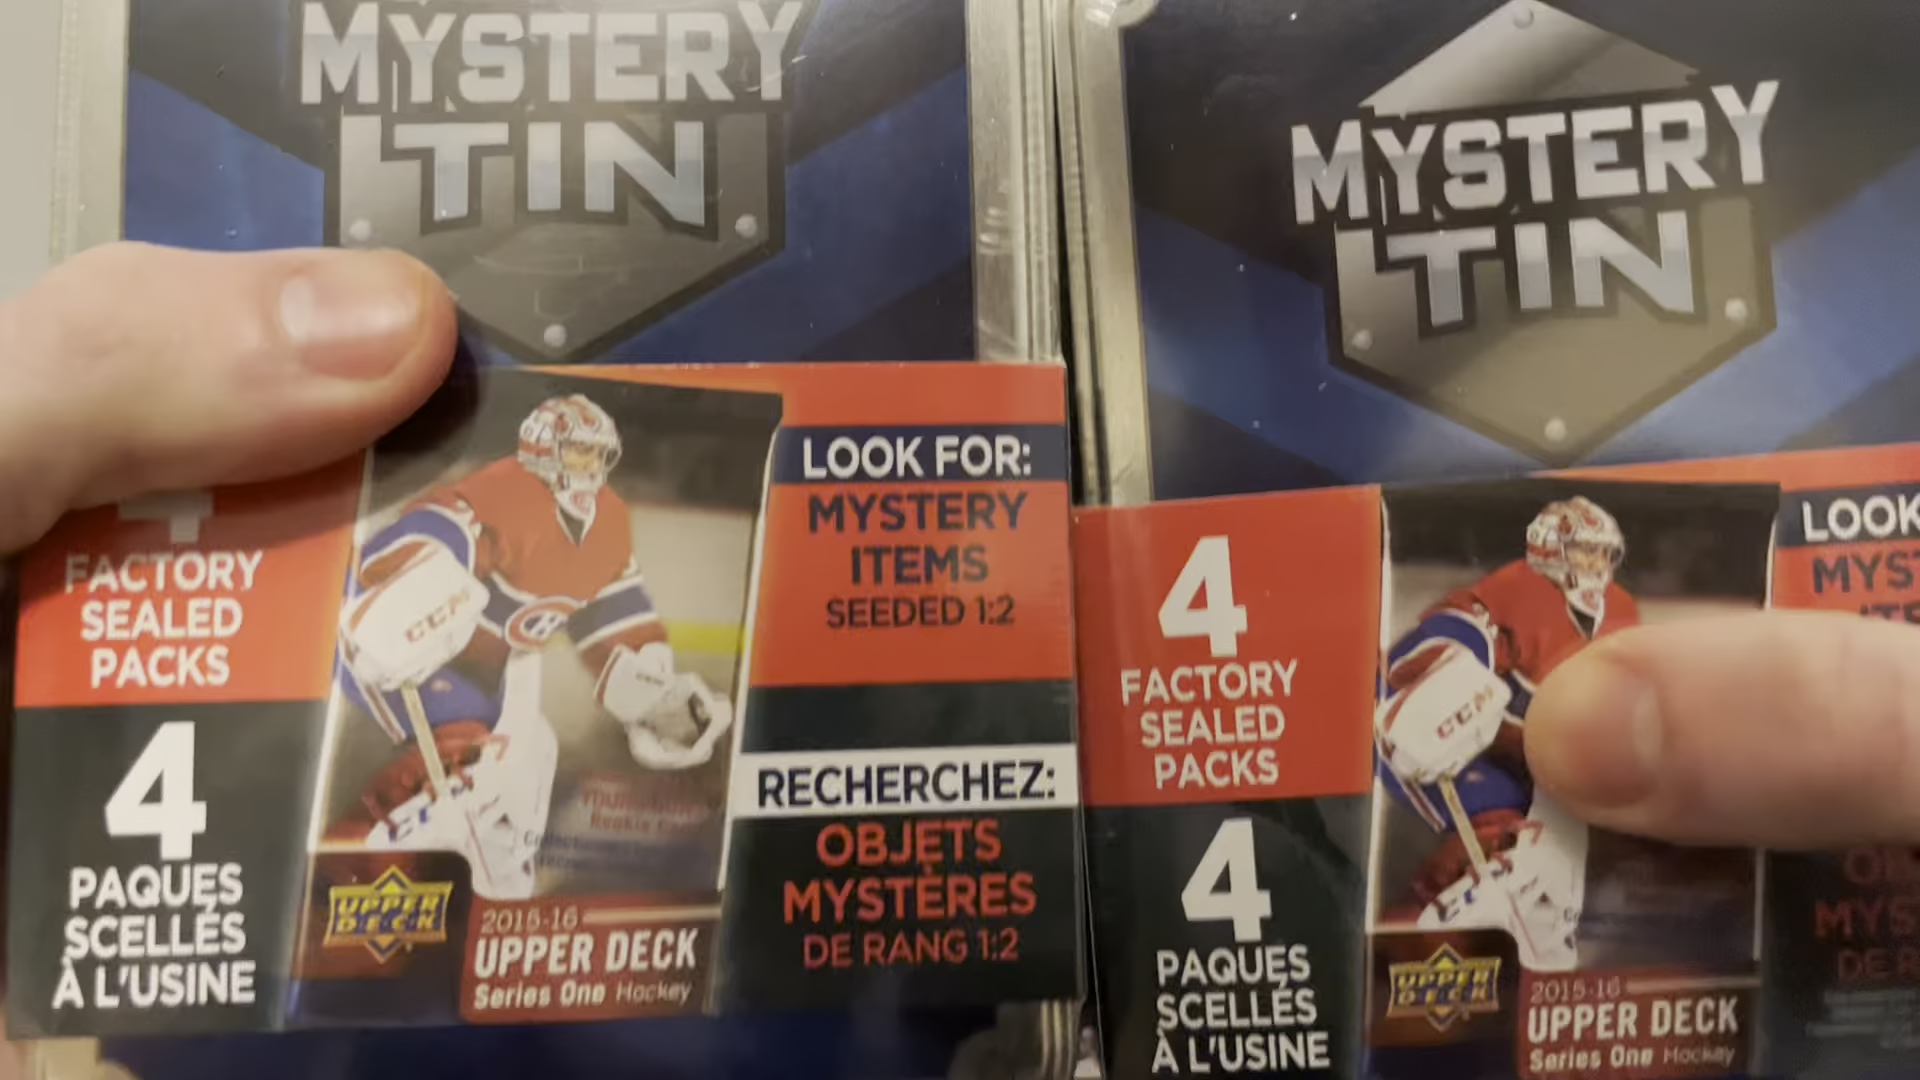 MYSTERY
TIN
4
FACTORY
SEALED
PACKS
4
PAQUES
SCELLÉS
À L'USINE
CCM
UPPER
DECK
2015-16
UPPER DECK
Series One Hockey
LOOK FOR:
MYSTERY
ITEMS
SEEDED 1:2
RECHERCHEZ:
OBJETS
MYSTÈRES
DE RANG 1:2
MYSTERY
TIN
4
FACTORY
SEALED
PACKS
4
PAQUES
SCELLÉS
À L'USINE
CCM
UPPER
DECK
2015-16
UPPER DECK
Series One Hockey
LOOK
MYS